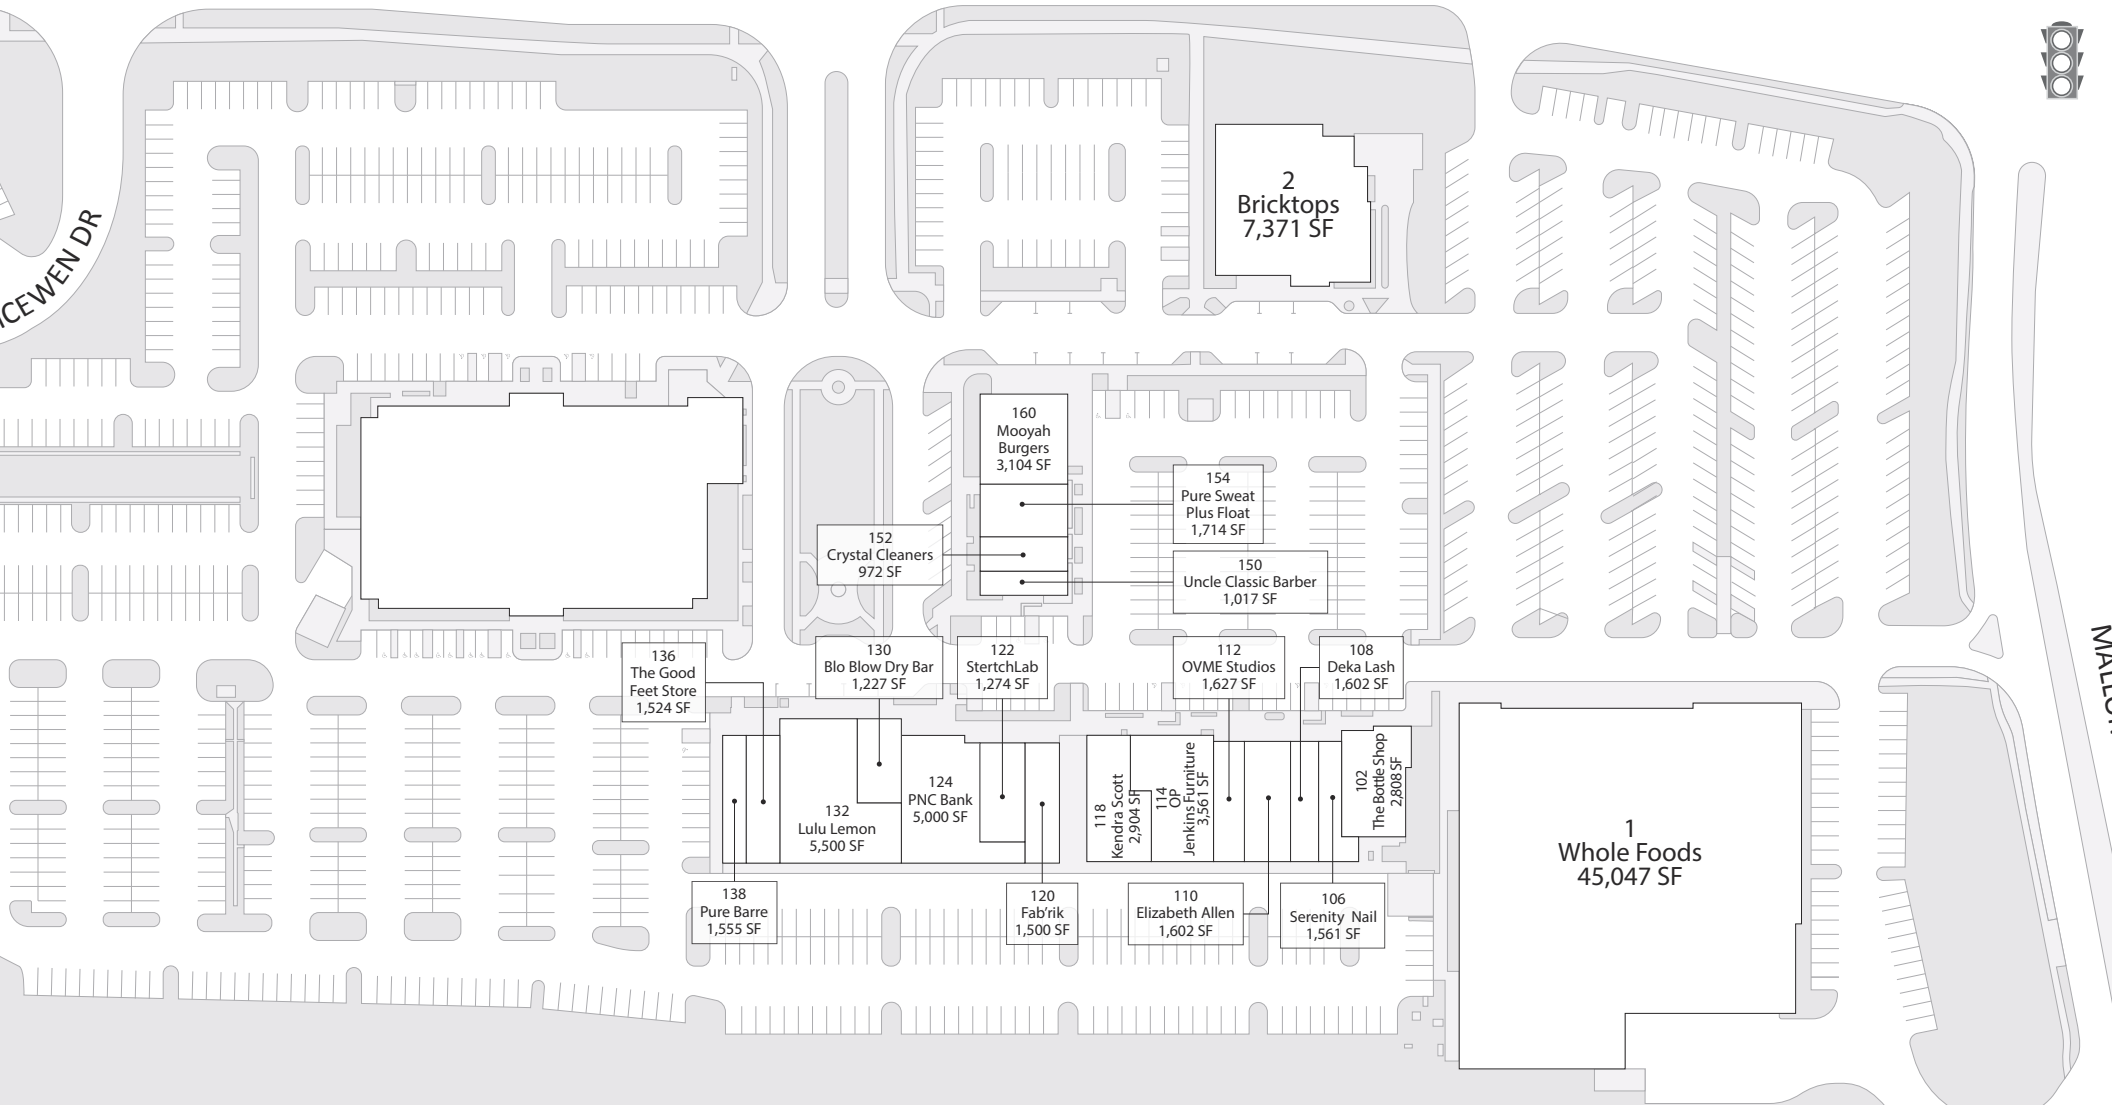 2
Bricktops
7,371 SF
CEWEN DR
160
Mooyah
Burgers
3,104 SF
154
Pure Sweat
Plus Float
1,714 SF
152
Crystal Cleaners
972 SF
150
Uncle Classic Barber
1,017 SF
136
The Good
Feet Store
1,524 SF
130
Blo Blow Dry Bar
1,227 SF
122
StertchLab
1,274 SF
112
OVME Studios
1,627 SF
108
Deka Lash
1,602 SF
132
Lulu Lemon
5,500 SF
124
PNC Bank
5,000 SF
118
Kendra Scott
2,904 SF
114
OP
Jenkins Furniture
3,561 SF
102
The Bottle Shop
2,808 SF
1
Whole Foods
45,047 SF
138
Pure Barre
1,555 SF
120
Fab'rik
1,500 SF
110
Elizabeth Allen
1,602 SF
106
Serenity Nail
1,561 SF